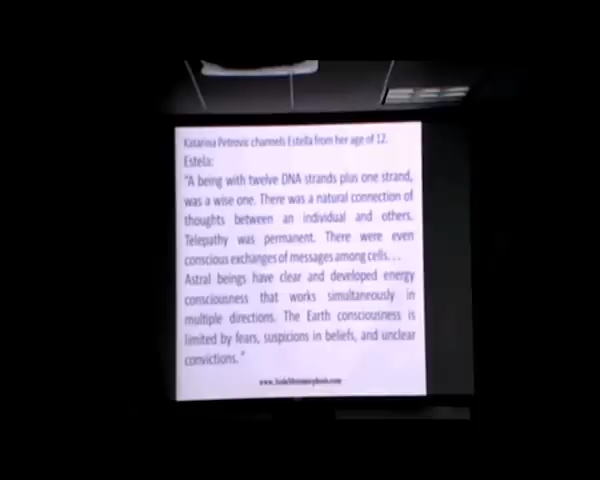 Katarina Petrovic channels Estella from her age of 12.
Estela:
"A being with twelve DNA strands plus one strand,
was a wise one. There was a natural connection of
thoughts between an individual and others.
Telepathy was permanent. There were even
conscious exchanges of messages among cells...
Astral beings have clear and developed energy
consciousness that works simultaneously in
multiple directions. The Earth consciousness is
limited by fears, suspicions in beliefs, and unclear
convictions."